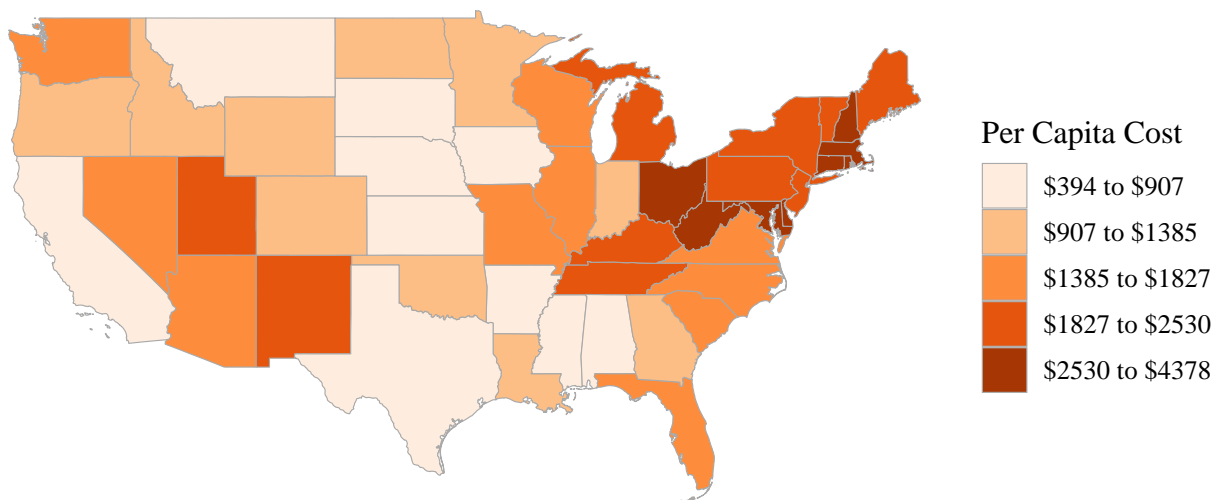 Per Capita Cost
$394 to $907
$907 to $1385
$1385 to $1827
$1827 to $2530
$2530 to $4378